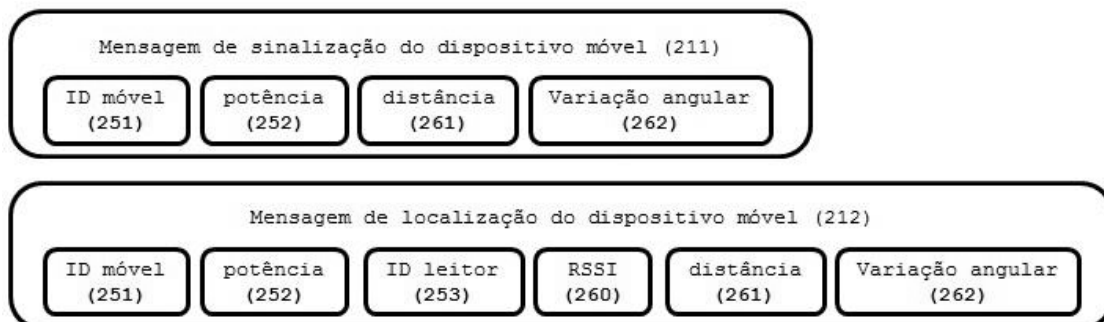 Mensagem de sinalização do dispositivo móvel (211)
ID móvel potência distância Variação angular
(251) (252) (261) (262)
Mensagem de localização do dispositivo móvel (212)
ID móvel potência ID leitor RSSI distância Variação angular
(251) (252) (253) (260) (261) (262)